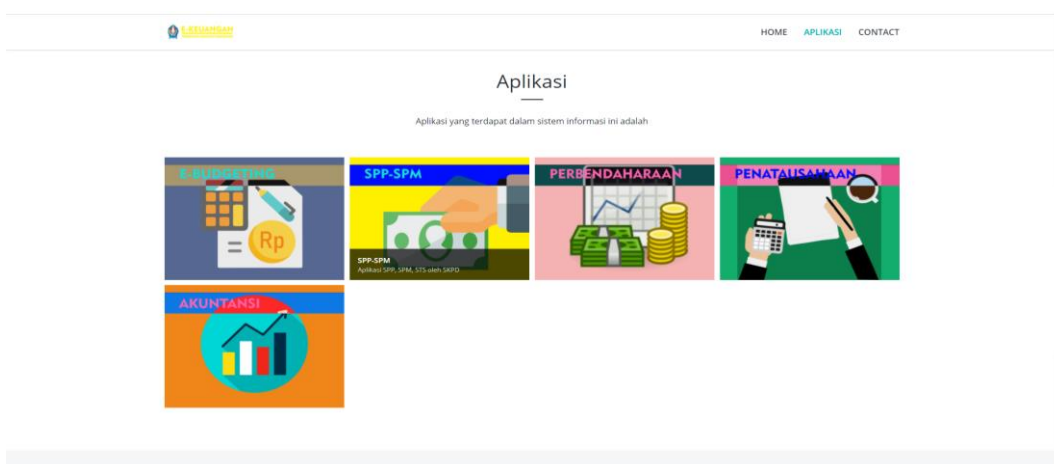 E-KEUANGAN
HOME APLIKASI CONTACT
Aplikasi
Aplikasi yang terdapat dalam sistem informasi ini adalah
E-BUDGETING
SPP-SPM
PERBENDAHARAAN
PENATAUSAHAAN
Rp
SPP-SPM
Aplikasi SPP, SPM, STS oleh SKPD
AKUNTANSI